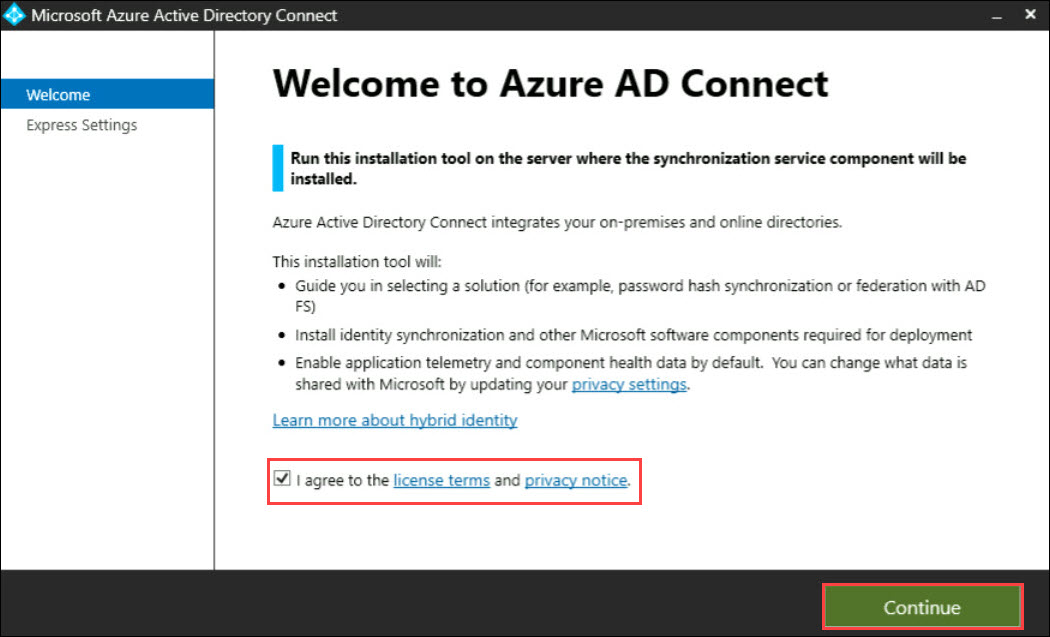 Microsoft Azure Active Directory Connect
Welcome
Express Settings
Welcome to Azure AD Connect
Run this installation tool on the server where the synchronization service component will be
installed.
Azure Active Directory Connect integrates your on-premises and online directories.
This installation tool will:
• Guide you in selecting a solution (for example, password hash synchronization or federation with AD
FS)
• Install identity synchronization and other Microsoft software components required for deployment
• Enable application telemetry and component health data by default.  You can change what data is
shared with Microsoft by updating your privacy settings.
Learn more about hybrid identity
I agree to the license terms and privacy notice.
Continue